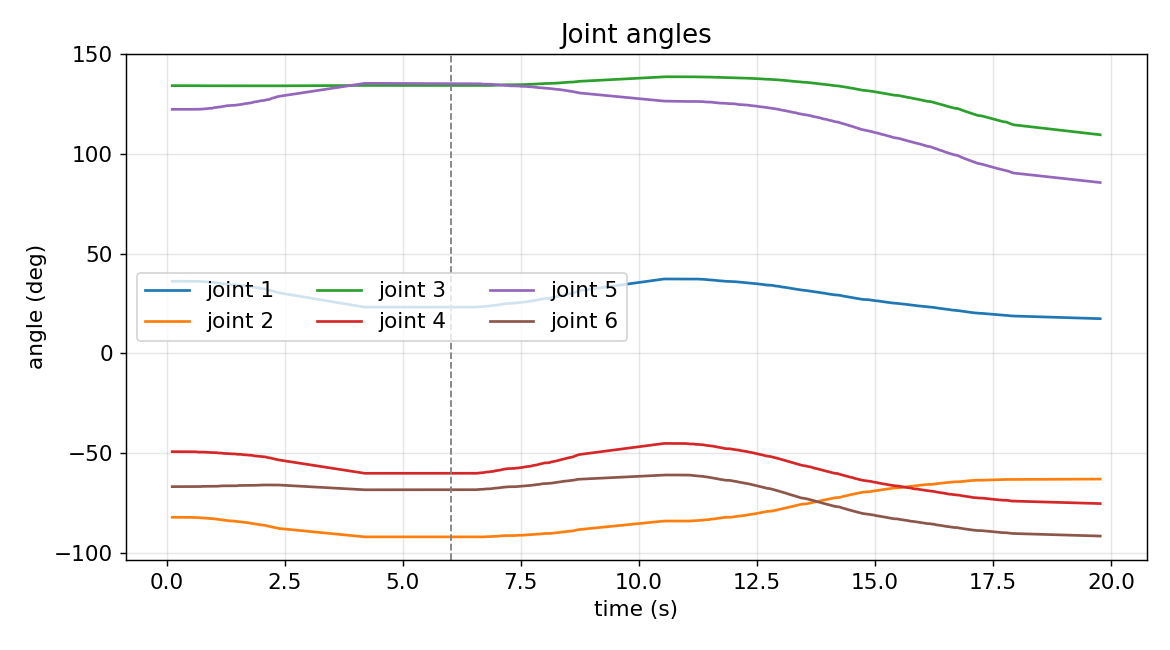 Joint angles
150
100
50
0
−50
−100
angle (deg)
joint 1 joint 3 joint 5
joint 2 joint 4 joint 6
0.0 2.5 5.0 7.5 10.0 12.5 15.0 17.5 20.0
time (s)